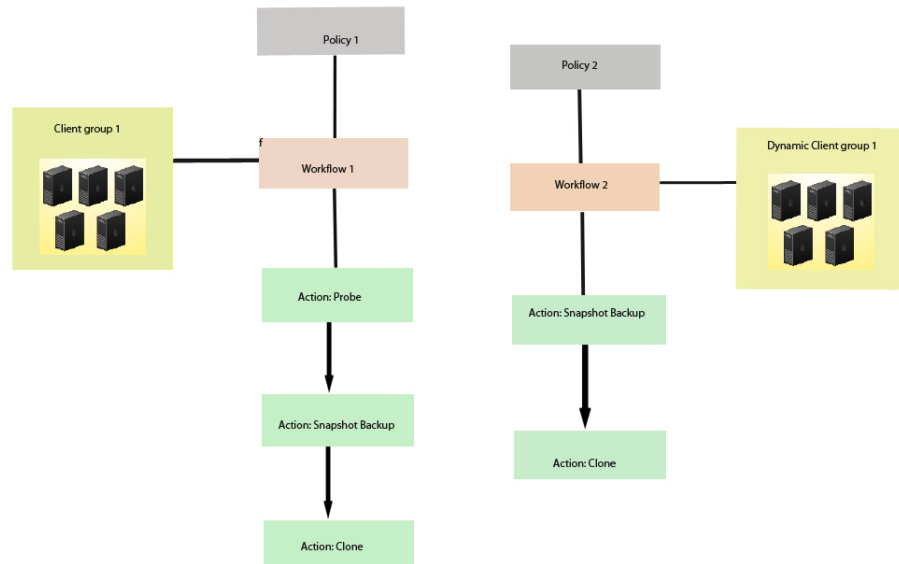 Policy 1
Client group 1
f
Workflow 1
Action: Probe
Action: Snapshot Backup
Action: Clone
Policy 2
Workflow 2
Dynamic Client group 1
Action: Snapshot Backup
Action: Clone